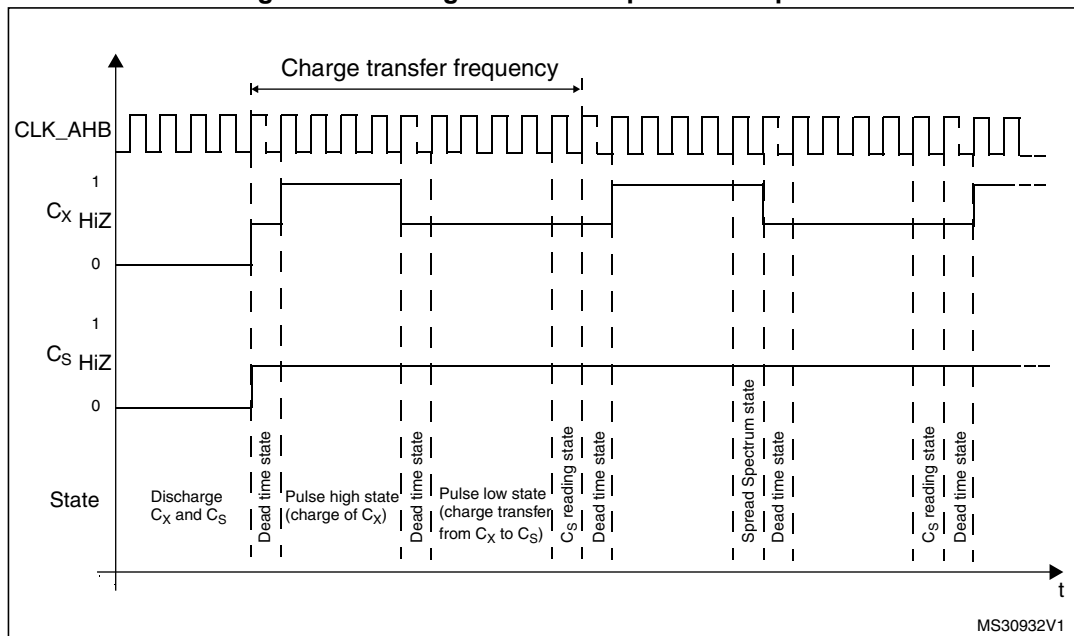 Charge transfer frequency
CLK_AHB
1
CX HiZ
0
1
CS HiZ
0
State
Discharge
CX and CS
Dead time state
Pulse high state
(charge of CX)
Dead time state
Pulse low state
(charge transfer
from CX to CS)
CS reading state
Dead time state
Spread Spectrum state
Dead time state
CS reading state
Dead time state
t
MS30932V1